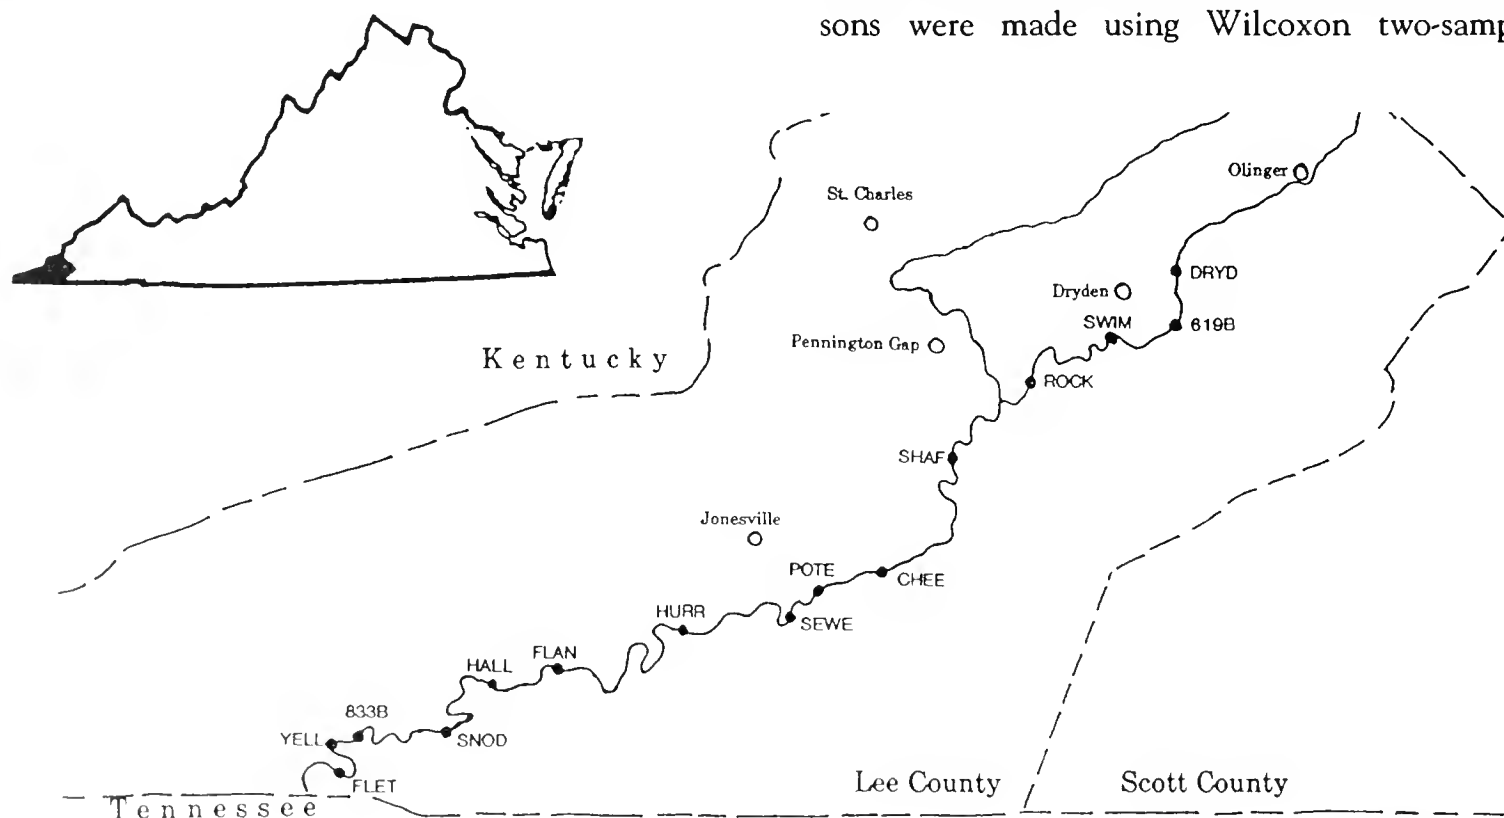 sons were made using Wilcoxon two-samp
Olinger
St. Charles
DRYD
Dryden
SWIM
619B
Pennington Gap
Kentucky
ROCK
SHAF
Jonesville
POTE
CHEE
HURR
SEWE
FLAN
HALL
833B
YELL
SNOD
FLET
Lee County
Scott County
Tennessee